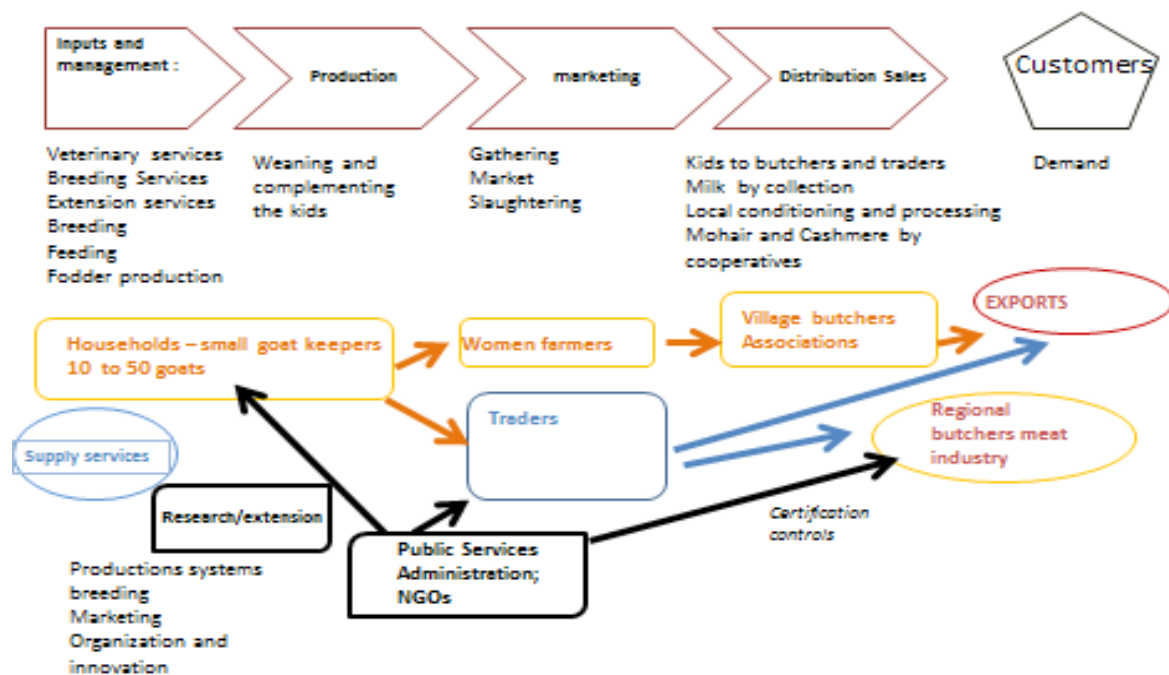 Inputs and
management :
Production
marketing
Distribution Sales
Customers
Veterinary services
Breeding Services
Extension services
Breeding
Feeding
Fodder production
Weaning and
complementing
the kids
Gathering
Market
Slaughtering
Kids to butchers and traders
Milk by collection
Local conditioning and processing
Mohair and Cashmere by
cooperatives
Demand
Households – small goat keepers
10 to 50 goats
Women farmers
Village butchers
Associations
EXPORTS
Supply services
Traders
Regional
butchers meat
industry
Research/extension
Certification
controls
Public Services
Administration;
NGOs
Productions systems
breeding
Marketing
Organization and
innovation